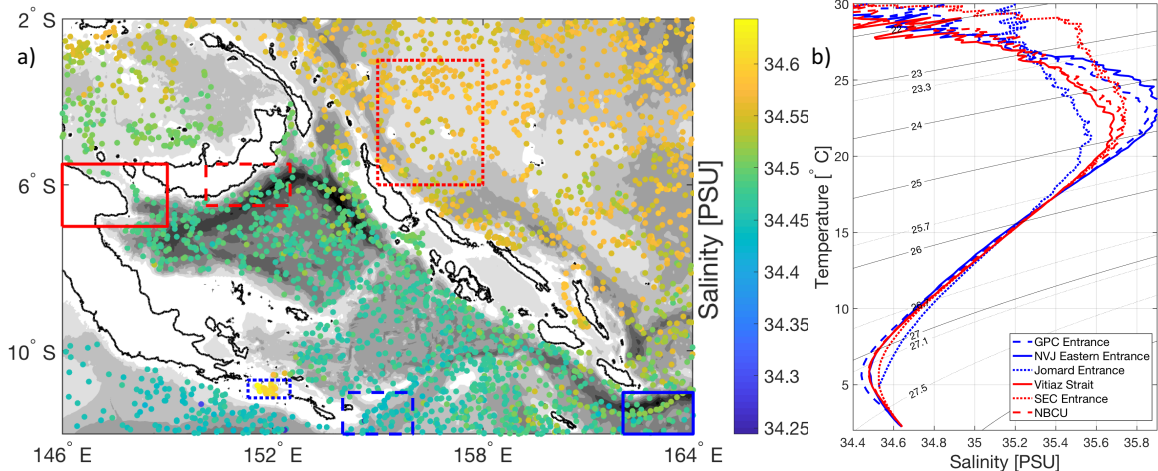 a)
2° S
6° S
10° S
146° E
152° E
158° E
164° E
34.6
34.55
34.5
34.45
34.4
34.35
34.3
34.25
Salinity [PSU]
b)
30
25
20
15
10
5
Temperature [°C]
23
23.3
24
25
25.7
26
27
27.1
27.5
GPC Entrance
NVJ Eastern Entrance
Jomard Entrance
Vitiaz Strait
SEC Entrance
NBCU
34.4
34.6
34.8
35
35.2
35.4
35.6
35.8
Salinity [PSU]